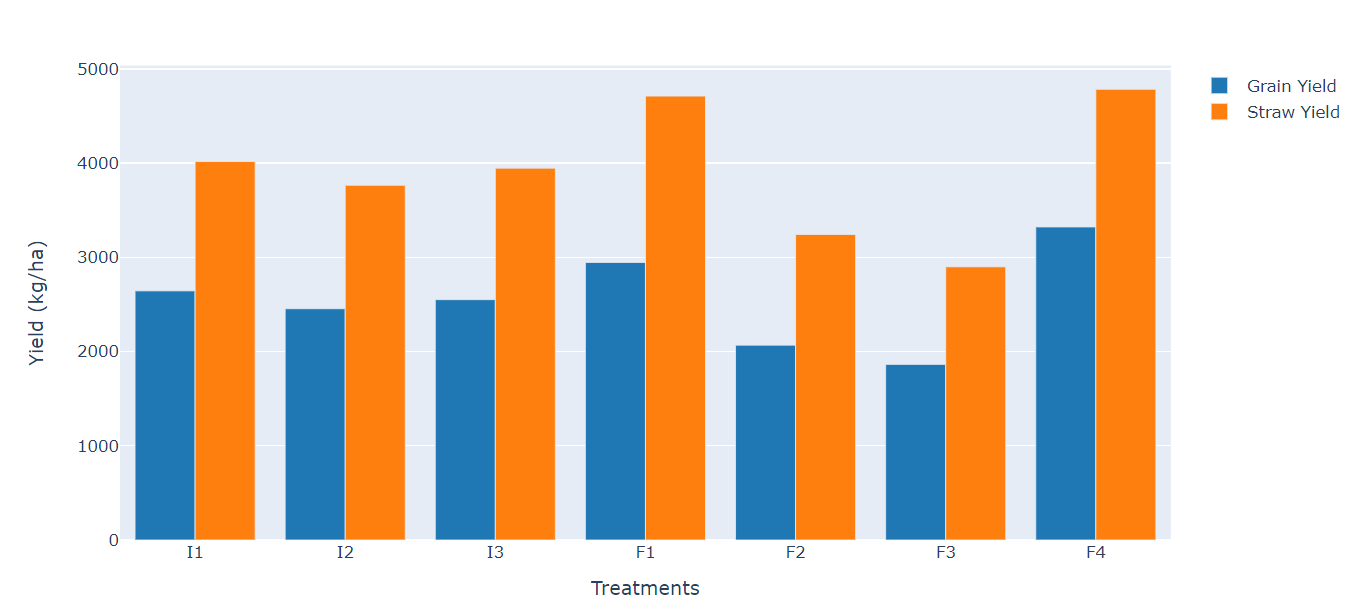 5000
4000
3000
2000
1000
0
Yield (kg/ha)
I1
I2
I3
F1
F2
F3
F4
Treatments
Grain Yield
Straw Yield